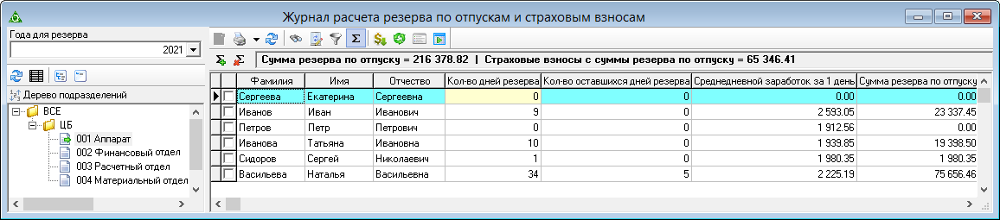 Журнал расчета резерва по отпускам и страховым взносам
Года для резерва
2021
Дерево подразделений
ВСЕ
ЦБ
001 Аппарат
002 Финансовый отдел
003 Расчетный отдел
004 Материальный отдел
Сумма резерва по отпуску = 216 378.82 | Страховые взносы с суммы резерва по отпуску = 65 346.41
Фамилия Имя Отчество Кол-во дней резерва Кол-во оставшихся дней резерва Среднедневной заработок за 1 день Сумма резерва по отпуску
Сергеева Екатерина Сергеевна 0 0 0.00 0.00
Иванов Иван Иванович 9 0 2 593.05 23 337.45
Петров Петр Петрович 0 0 1 912.56 0.00
Иванова Татьяна Ивановна 10 0 1 939.85 19 398.50
Сидоров Сергей Николаевич 1 0 1 980.35 1 980.35
Васильева Наталья Васильевна 34 5 2 225.19 75 656.46